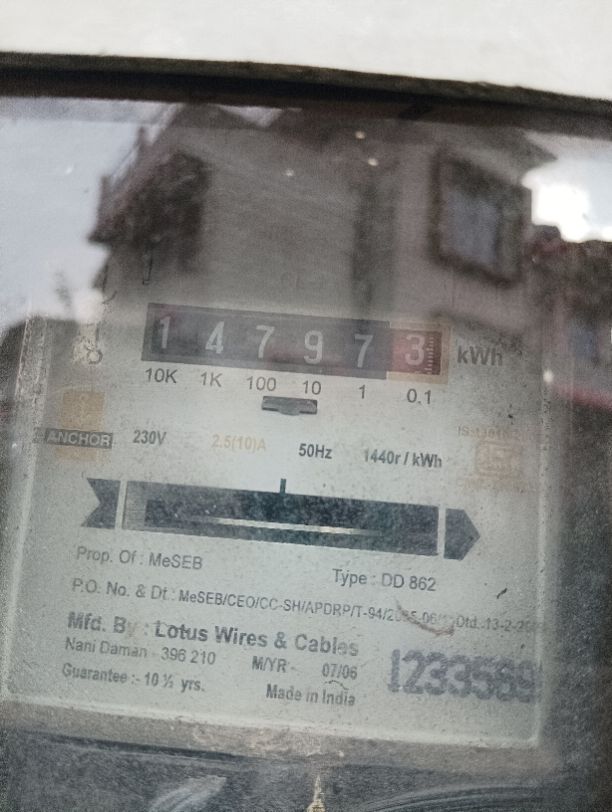 1 4 7 9 7 3 kWh
10K 1K 100 10 1 0.1
ANCHOR 230V 2.5(10)A 50Hz 1440r / kWh
Prop. Of : MeSEB
Type : DD 862
P.O. No. & Dt. : MeSEB/CEO/CC-SH/APDRP/T-94/
Mfd. By : Lotus Wires & Cables
Nani Daman - 396 210 M/YR - 07/06
Guarantee :- 10 ½ yrs. Made in India
1233589